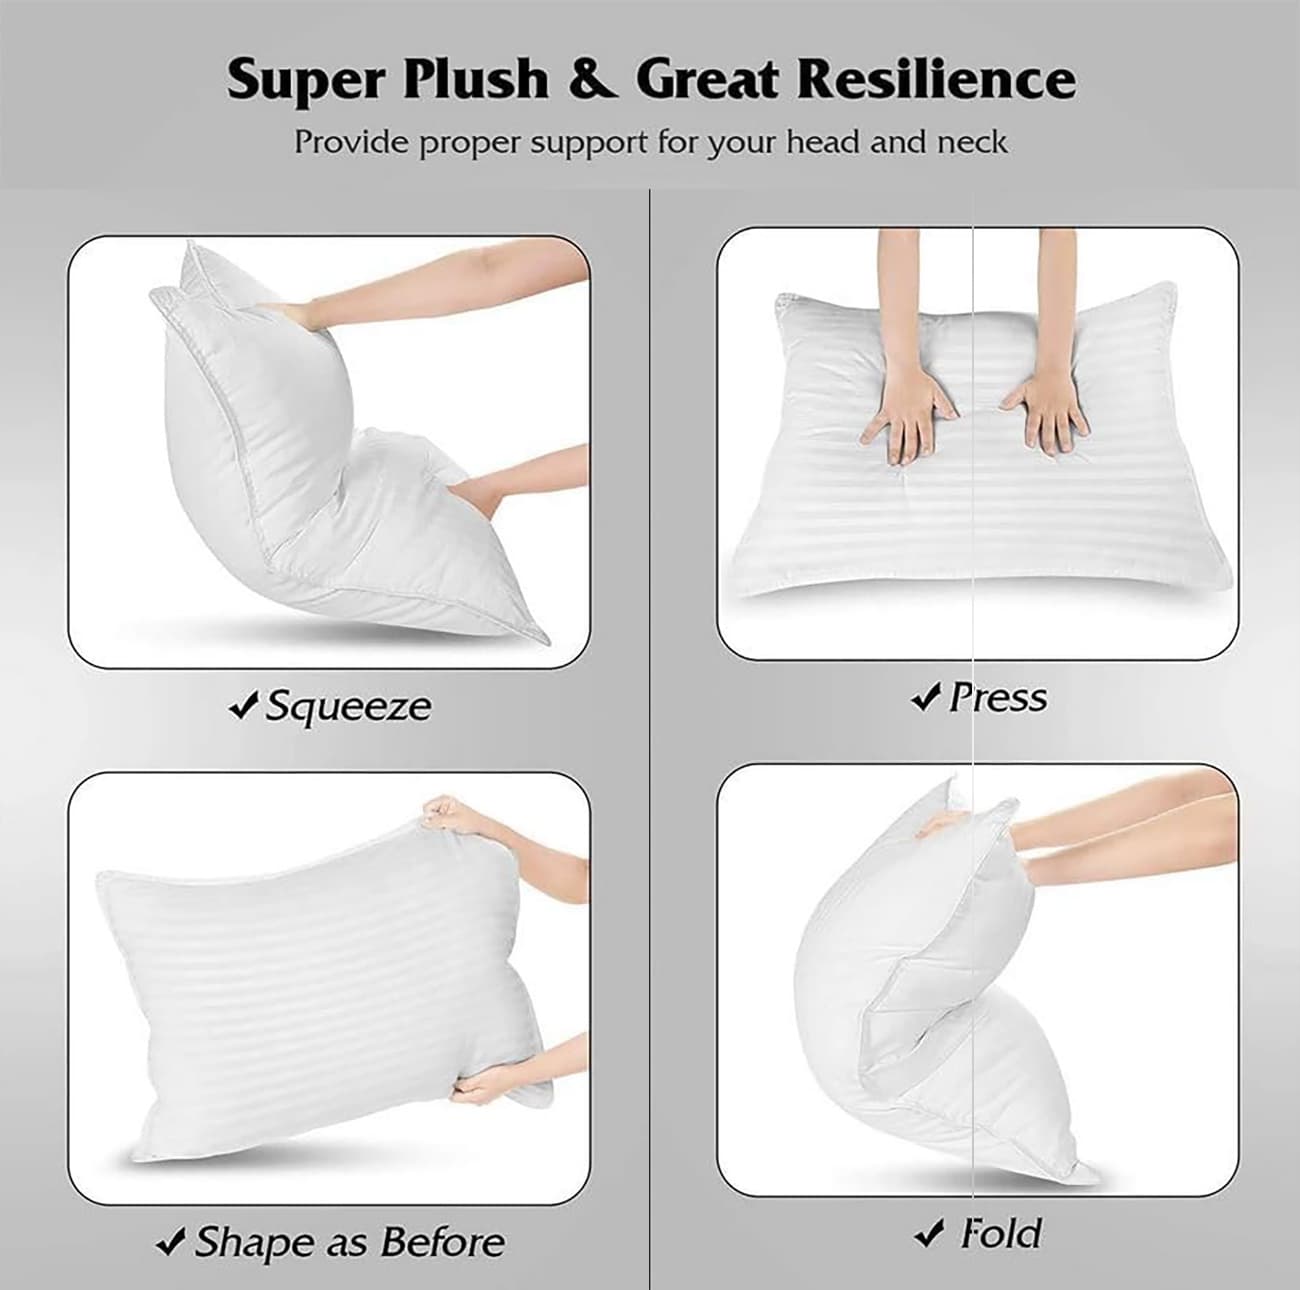 Super Plush & Great Resilience
Provide proper support for your head and neck
✓Squeeze
✓Press
✓Shape as Before
✓Fold